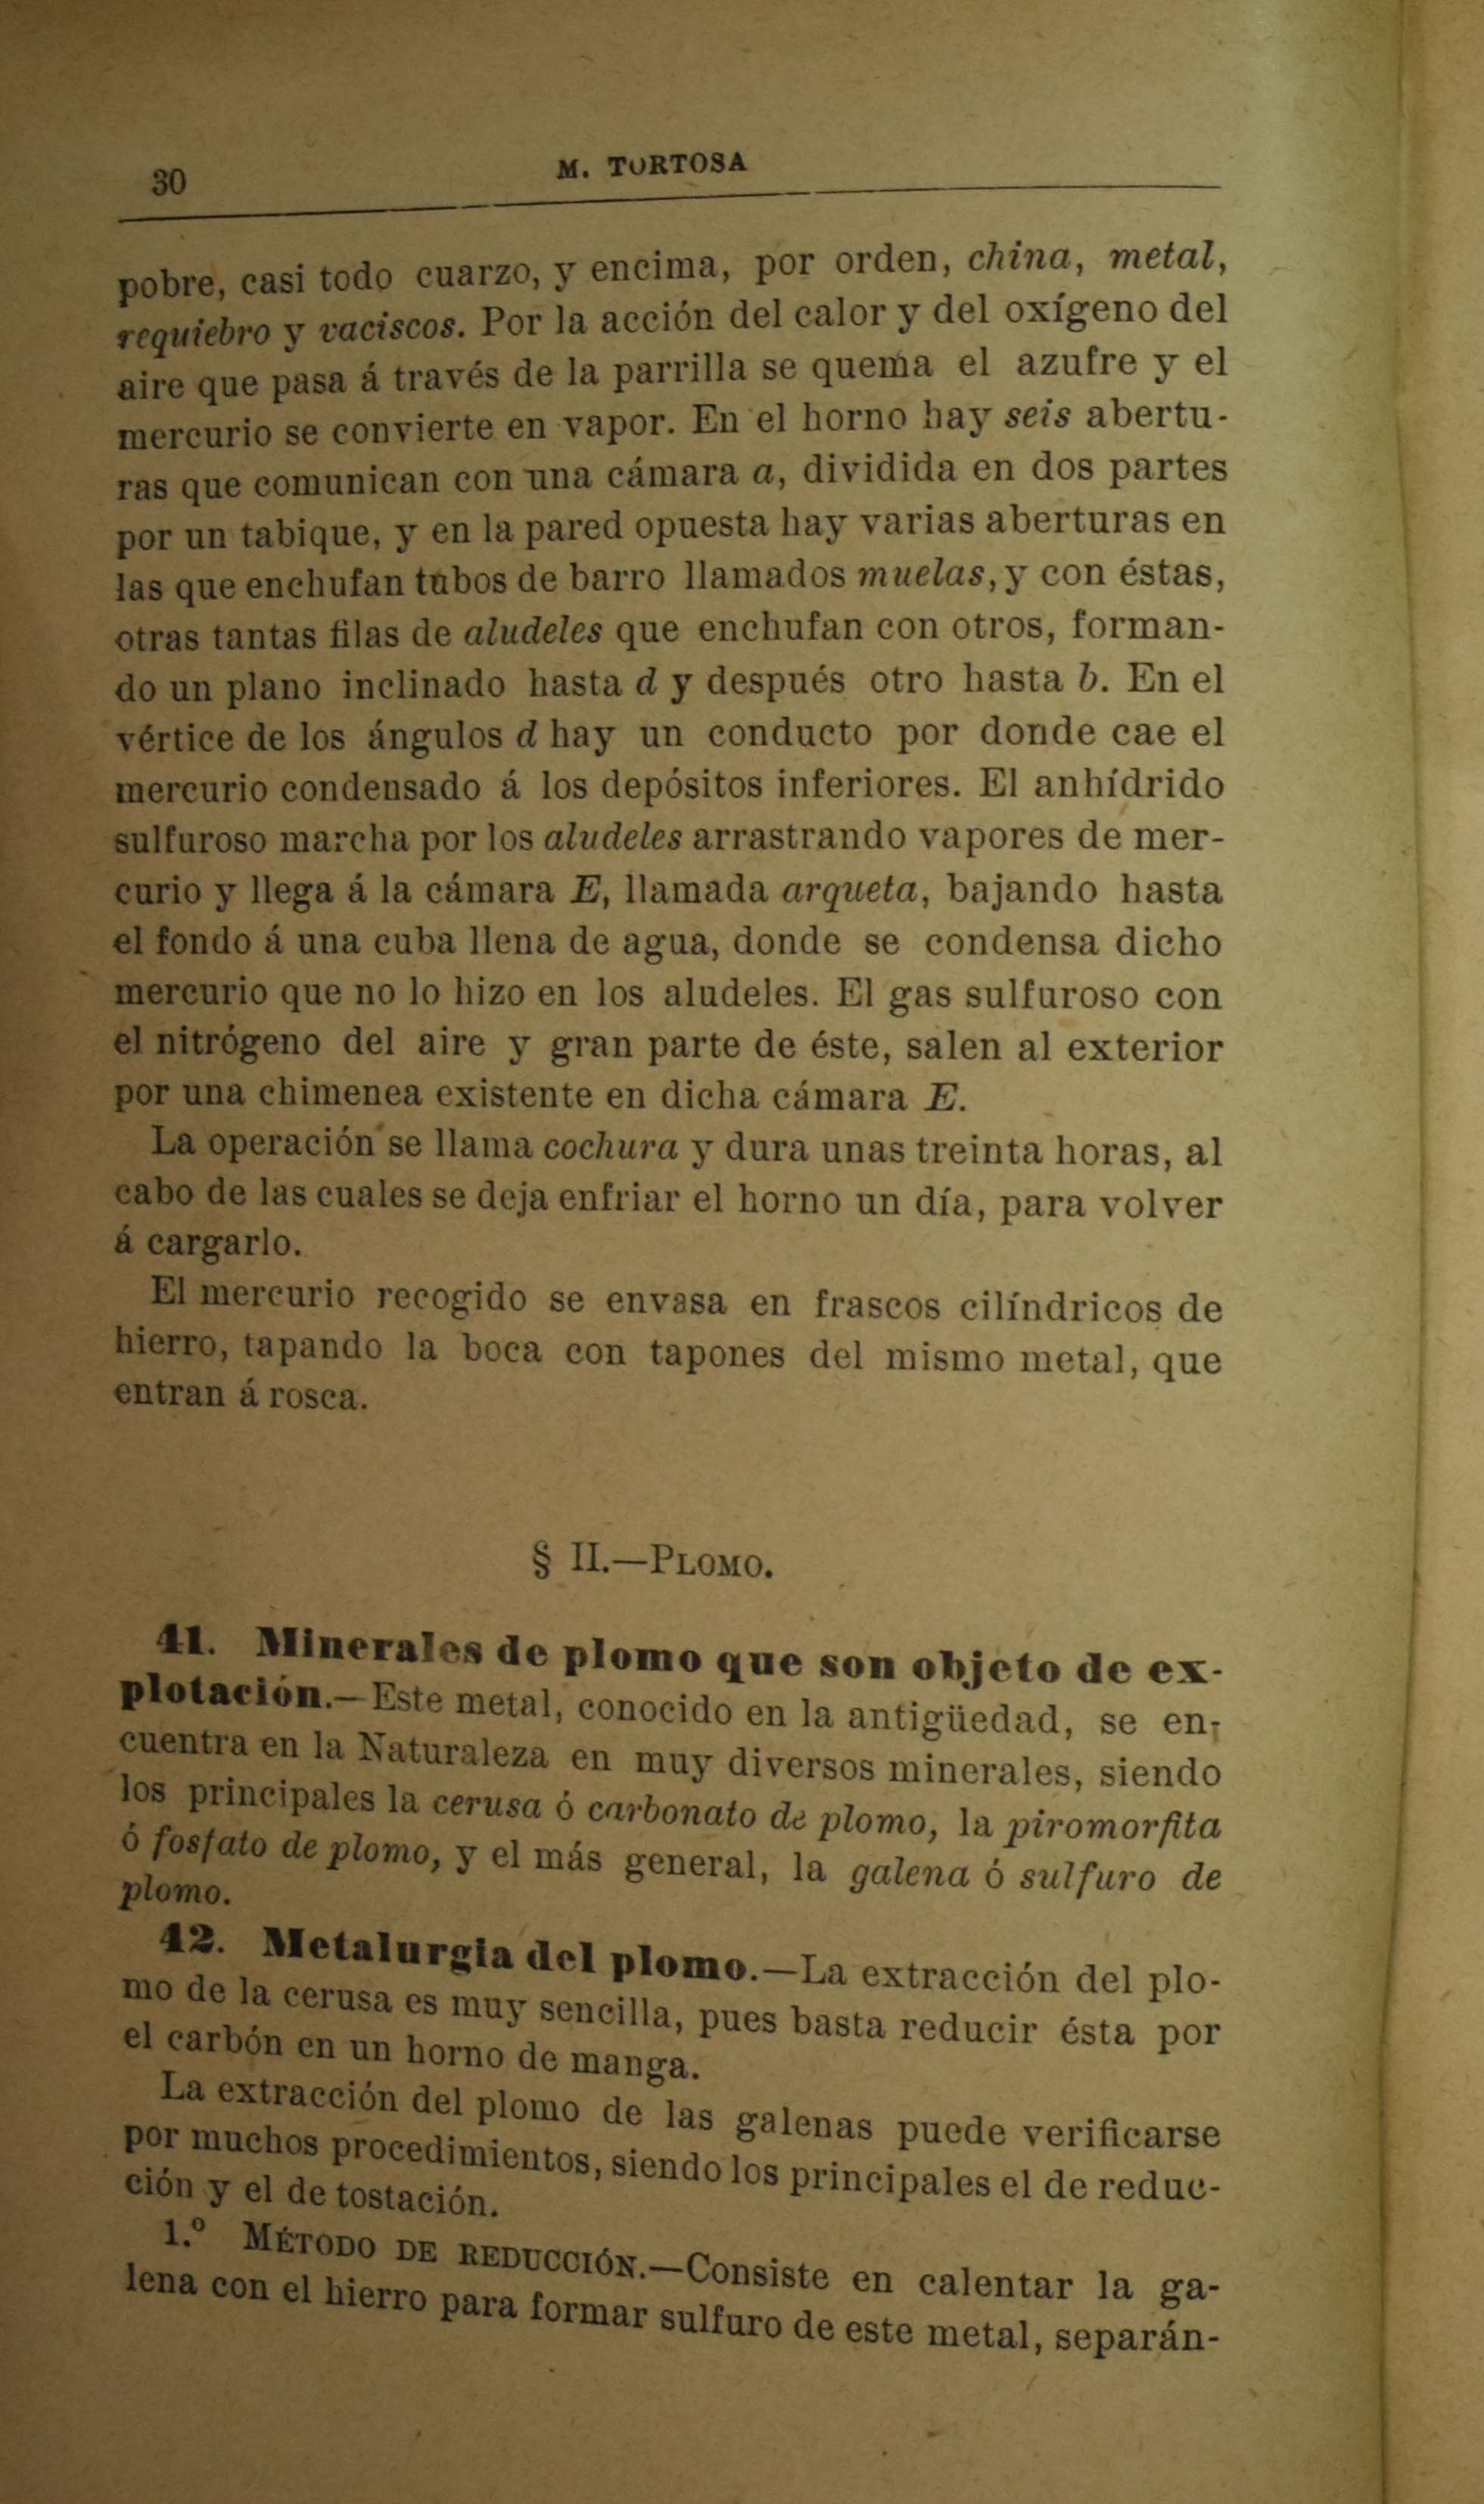 30
M. TORTOSA
pobre, casi todo cuarzo, y encima, por orden, china, metal,
requiebro y vaciscos. Por la acción del calor y del oxígeno del
aire que pasa á través de la parrilla se quema el azufre y el
mercurio se convierte en vapor. En el horno hay seis abertu-
ras que comunican con una cámara a, dividida en dos partes
por un tabique, y en la pared opuesta hay varias aberturas en
las que enchufan tubos de barro llamados muelas, y con éstas,
otras tantas filas de aludeles que enchufan con otros, forman-
do un plano inclinado hasta d y después otro hasta b. En el
vértice de los ángulos d hay un conducto por donde cae el
mercurio condensado á los depósitos inferiores. El anhídrido
sulfuroso marcha por los aludeles arrastrando vapores de mer-
curio y llega á la cámara E, llamada arqueta, bajando hasta
el fondo á una cuba llena de agua, donde se condensa dicho
mercurio que no lo hizo en los aludeles. El gas sulfuroso con
el nitrógeno del aire y gran parte de éste, salen al exterior
por una chimenea existente en dicha cámara E.
La operación se llama cochura y dura unas treinta horas, al
cabo de las cuales se deja enfriar el horno un día, para volver
á cargarlo.
El mercurio recogido se envasa en frascos cilíndricos de
hierro, tapando la boca con tapones del mismo metal, que
entran á rosca.
§ II.—PLOMO.
41. Minerales de plomo que son objeto de ex-
plotación.—Este metal, conocido en la antigüedad, se en-
cuentra en la Naturaleza en muy diversos minerales, siendo
los principales la cerusa ó carbonato de plomo, la piromorfita
ó fosfato de plomo, y el más general, la galena ó sulfuro de
plomo.
42. Metalurgia del plomo.—La extracción del plo-
mo de la cerusa es muy sencilla, pues basta reducir ésta por
el carbón en un horno de manga.
La extracción del plomo de las galenas puede verificarse
por muchos procedimientos, siendo los principales el de reduc-
ción y el de tostación.
1.º MÉTODO DE REDUCCIÓN.—Consiste en calentar la ga-
lena con el hierro para formar sulfuro de este metal, separán-